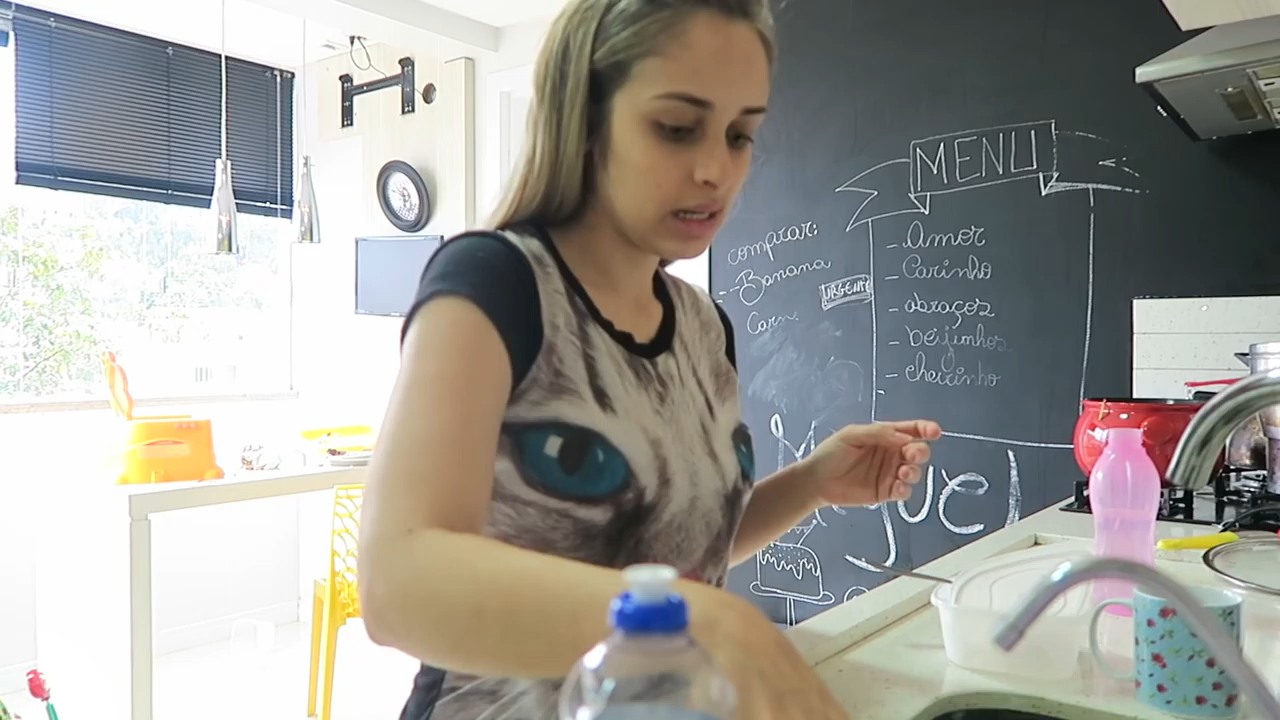 MENU
comprar:
- Banana
URGENTE
Carne
- Amor
- Carinho
- abraços
- beijinhos
- cheirinho